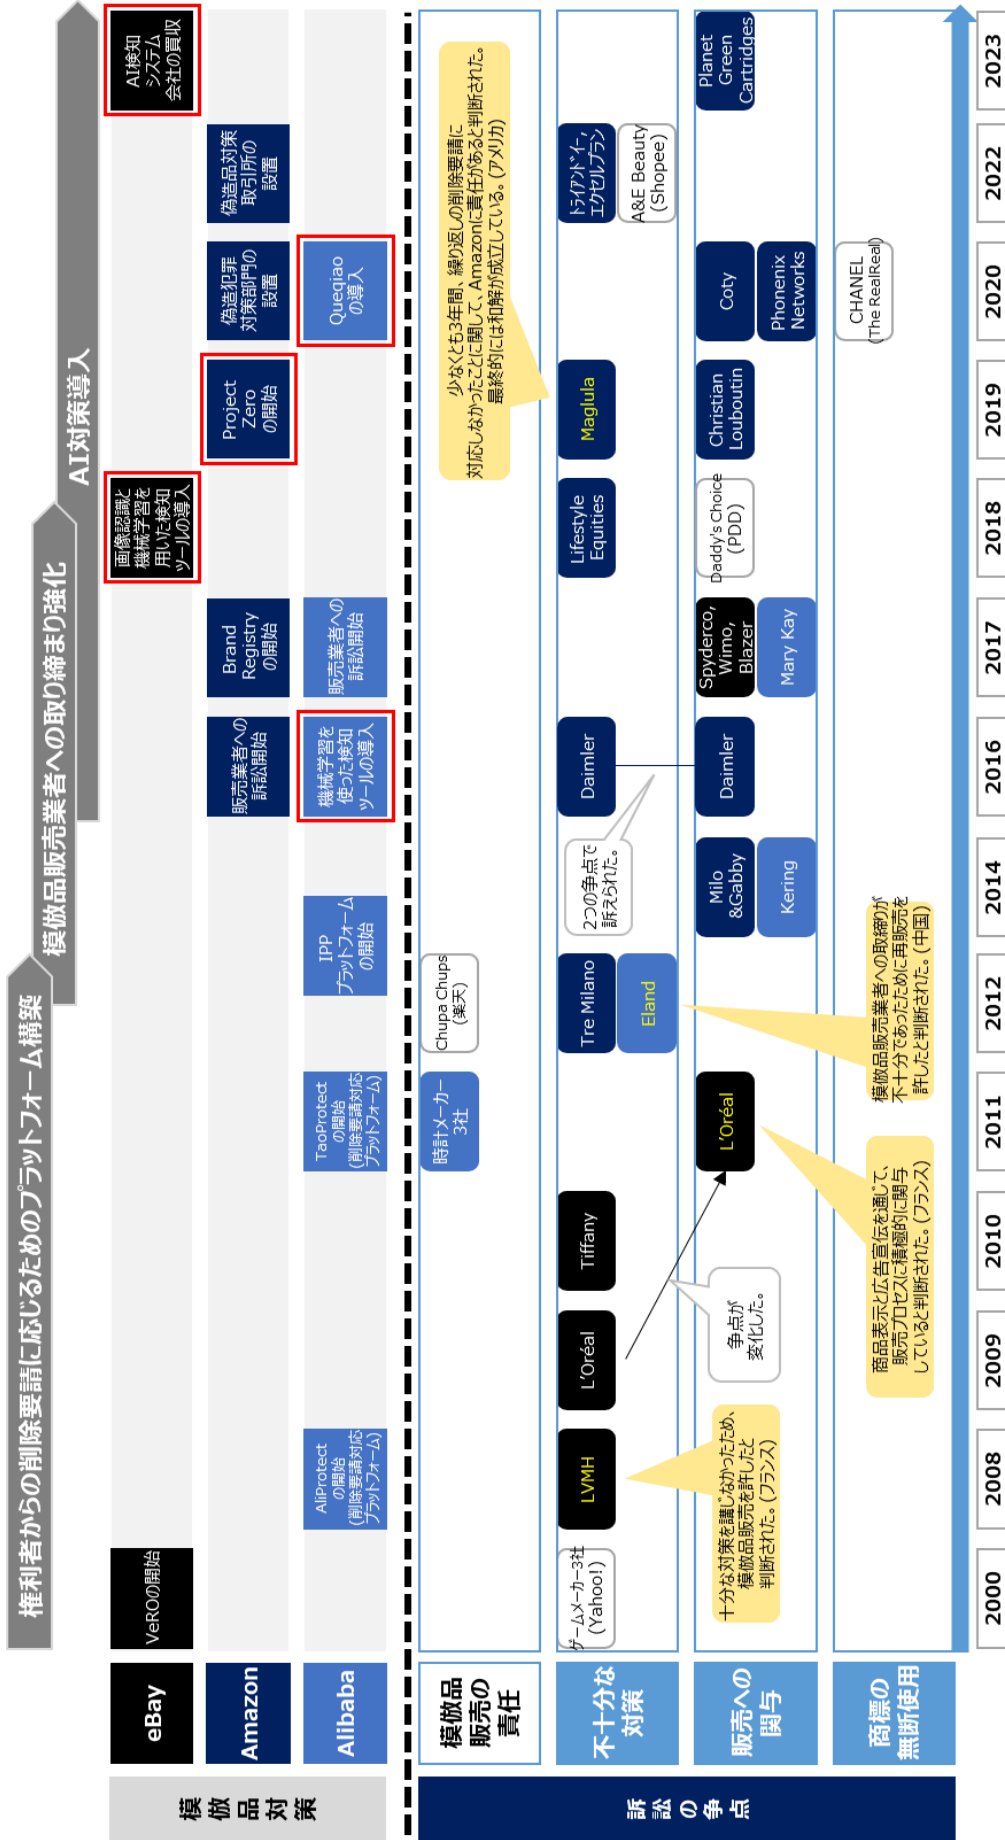 権利者からの削除要請に応じるためのプラットフォーム構築
模倣品販売業者への取り締まり強化
AI対策導入
模倣品対策
eBay
VeROの開始
画像認識と
機械学習を
用いた検知
ツールの導入
AI検知
システム
会社の買収
Amazon
販売業者への
訴訟開始
Brand
Registry
の開始
Project
Zero
の開始
偽造犯罪
対策部門の
設置
偽造品対策
取引所の
設置
Alibaba
AliProtect
の開始
(削除要請対応
プラットフォーム)
TaoProtect
の開始
(削除要請対応
プラットフォーム)
IPP
プラットフォーム
の開始
機械学習を
使った検知
ツールの導入
販売業者への
訴訟開始
Queqiao
の導入
訴訟の争点
模倣品
販売の
責任
時計メーカー
3社
Chupa Chups
(楽天)
少なくとも3年間、繰り返しの削除要請に
対応しなかったことに関して、Amazonに責任があると判断された。
最終的には和解が成立している。(アメリカ)
不十分な
対策
ゲームメーカー3社
(Yahoo!)
LVMH
L'Oréal
Tiffany
Tre Milano
Eland
2つの争点で
訴えられた。
Daimler
Lifestyle
Equities
Maglula
トライアンドイー,
エクセルプラン
A&E Beauty
(Shopee)
販売への
関与
十分な対策を講じなかったため、
模倣品販売を許したと
判断された。(フランス)
争点が
変化した。
L'Oréal
Milo
&Gabby
Kering
Daimler
Spyderco,
Wimo,
Blazer
Mary Kay
Daddy's Choice
(PDD)
Christian
Louboutin
Coty
Phonenix
Networks
Planet
Green
Cartridges
商標の
無断使用
商品表示と広告宣伝を通じて、
販売プロセスに積極的に関与
していると判断された。(フランス)
模倣品販売業者への取締りが
不十分であったために再販売を
許したと判断された。(中国)
CHANEL
(The RealReal)
2000
2008
2009
2010
2011
2012
2014
2016
2017
2018
2019
2020
2022
2023